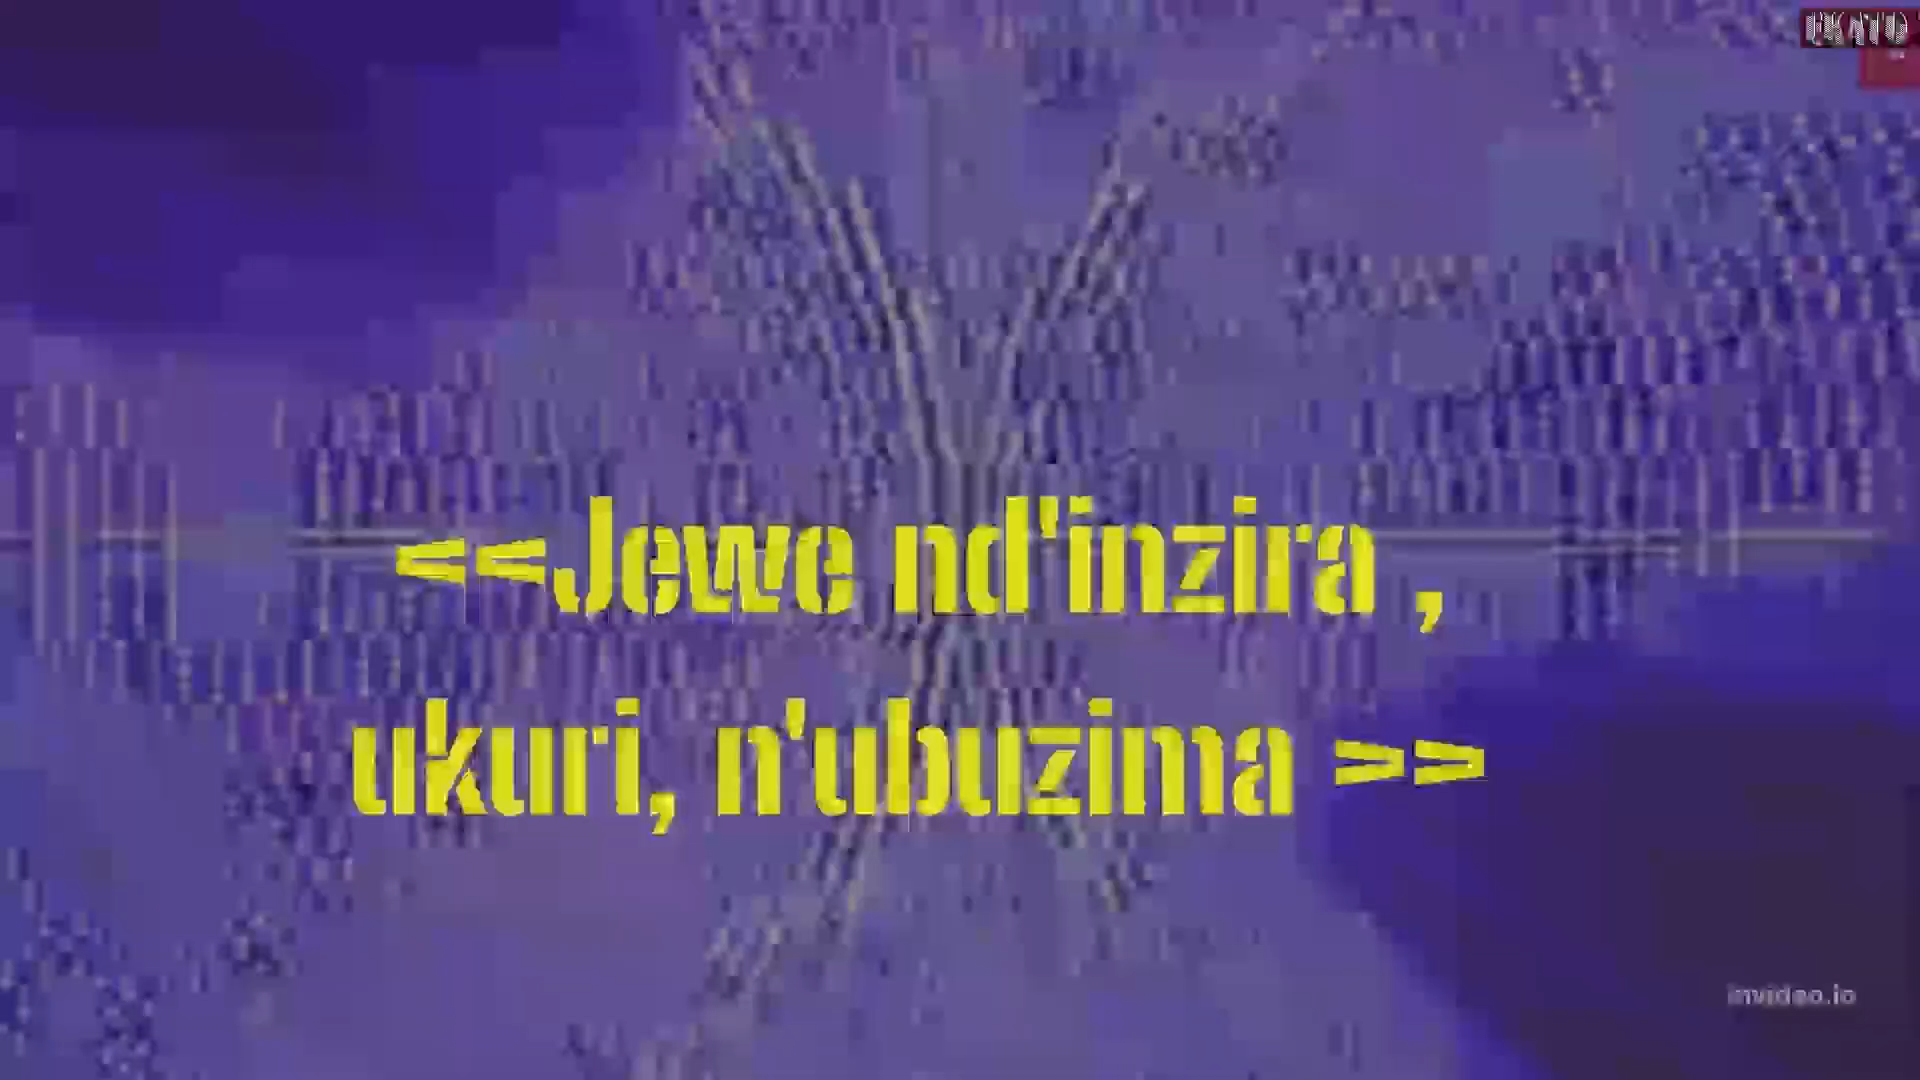 <<Jewe nd'inzira ,
ukuri, n'ubuzima >>
invideo.io